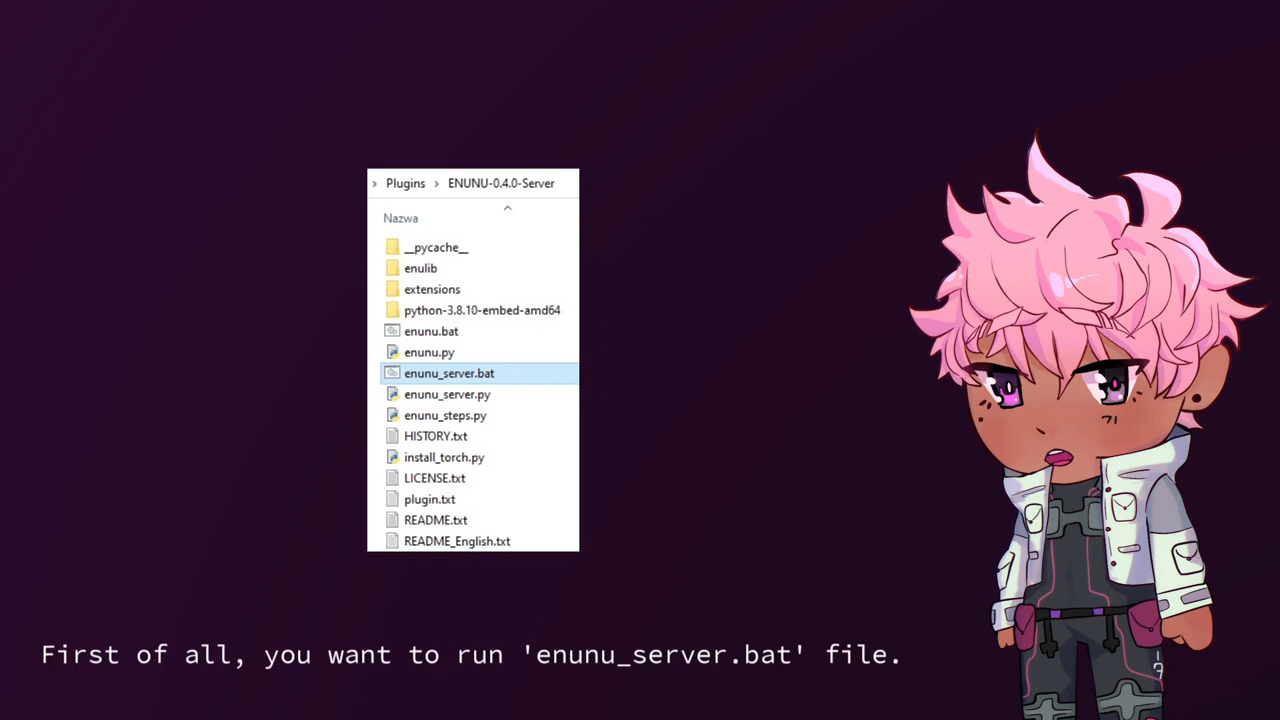 Plugins > ENUNU-0.4.0-Server
Nazwa
__pycache__
enulib
extensions
python-3.8.10-embed-amd64
enunu.bat
enunu.py
enunu_server.bat
enunu_server.py
enunu_steps.py
HISTORY.txt
install_torch.py
LICENSE.txt
plugin.txt
README.txt
README_English.txt
First of all, you want to run 'enunu_server.bat' file.